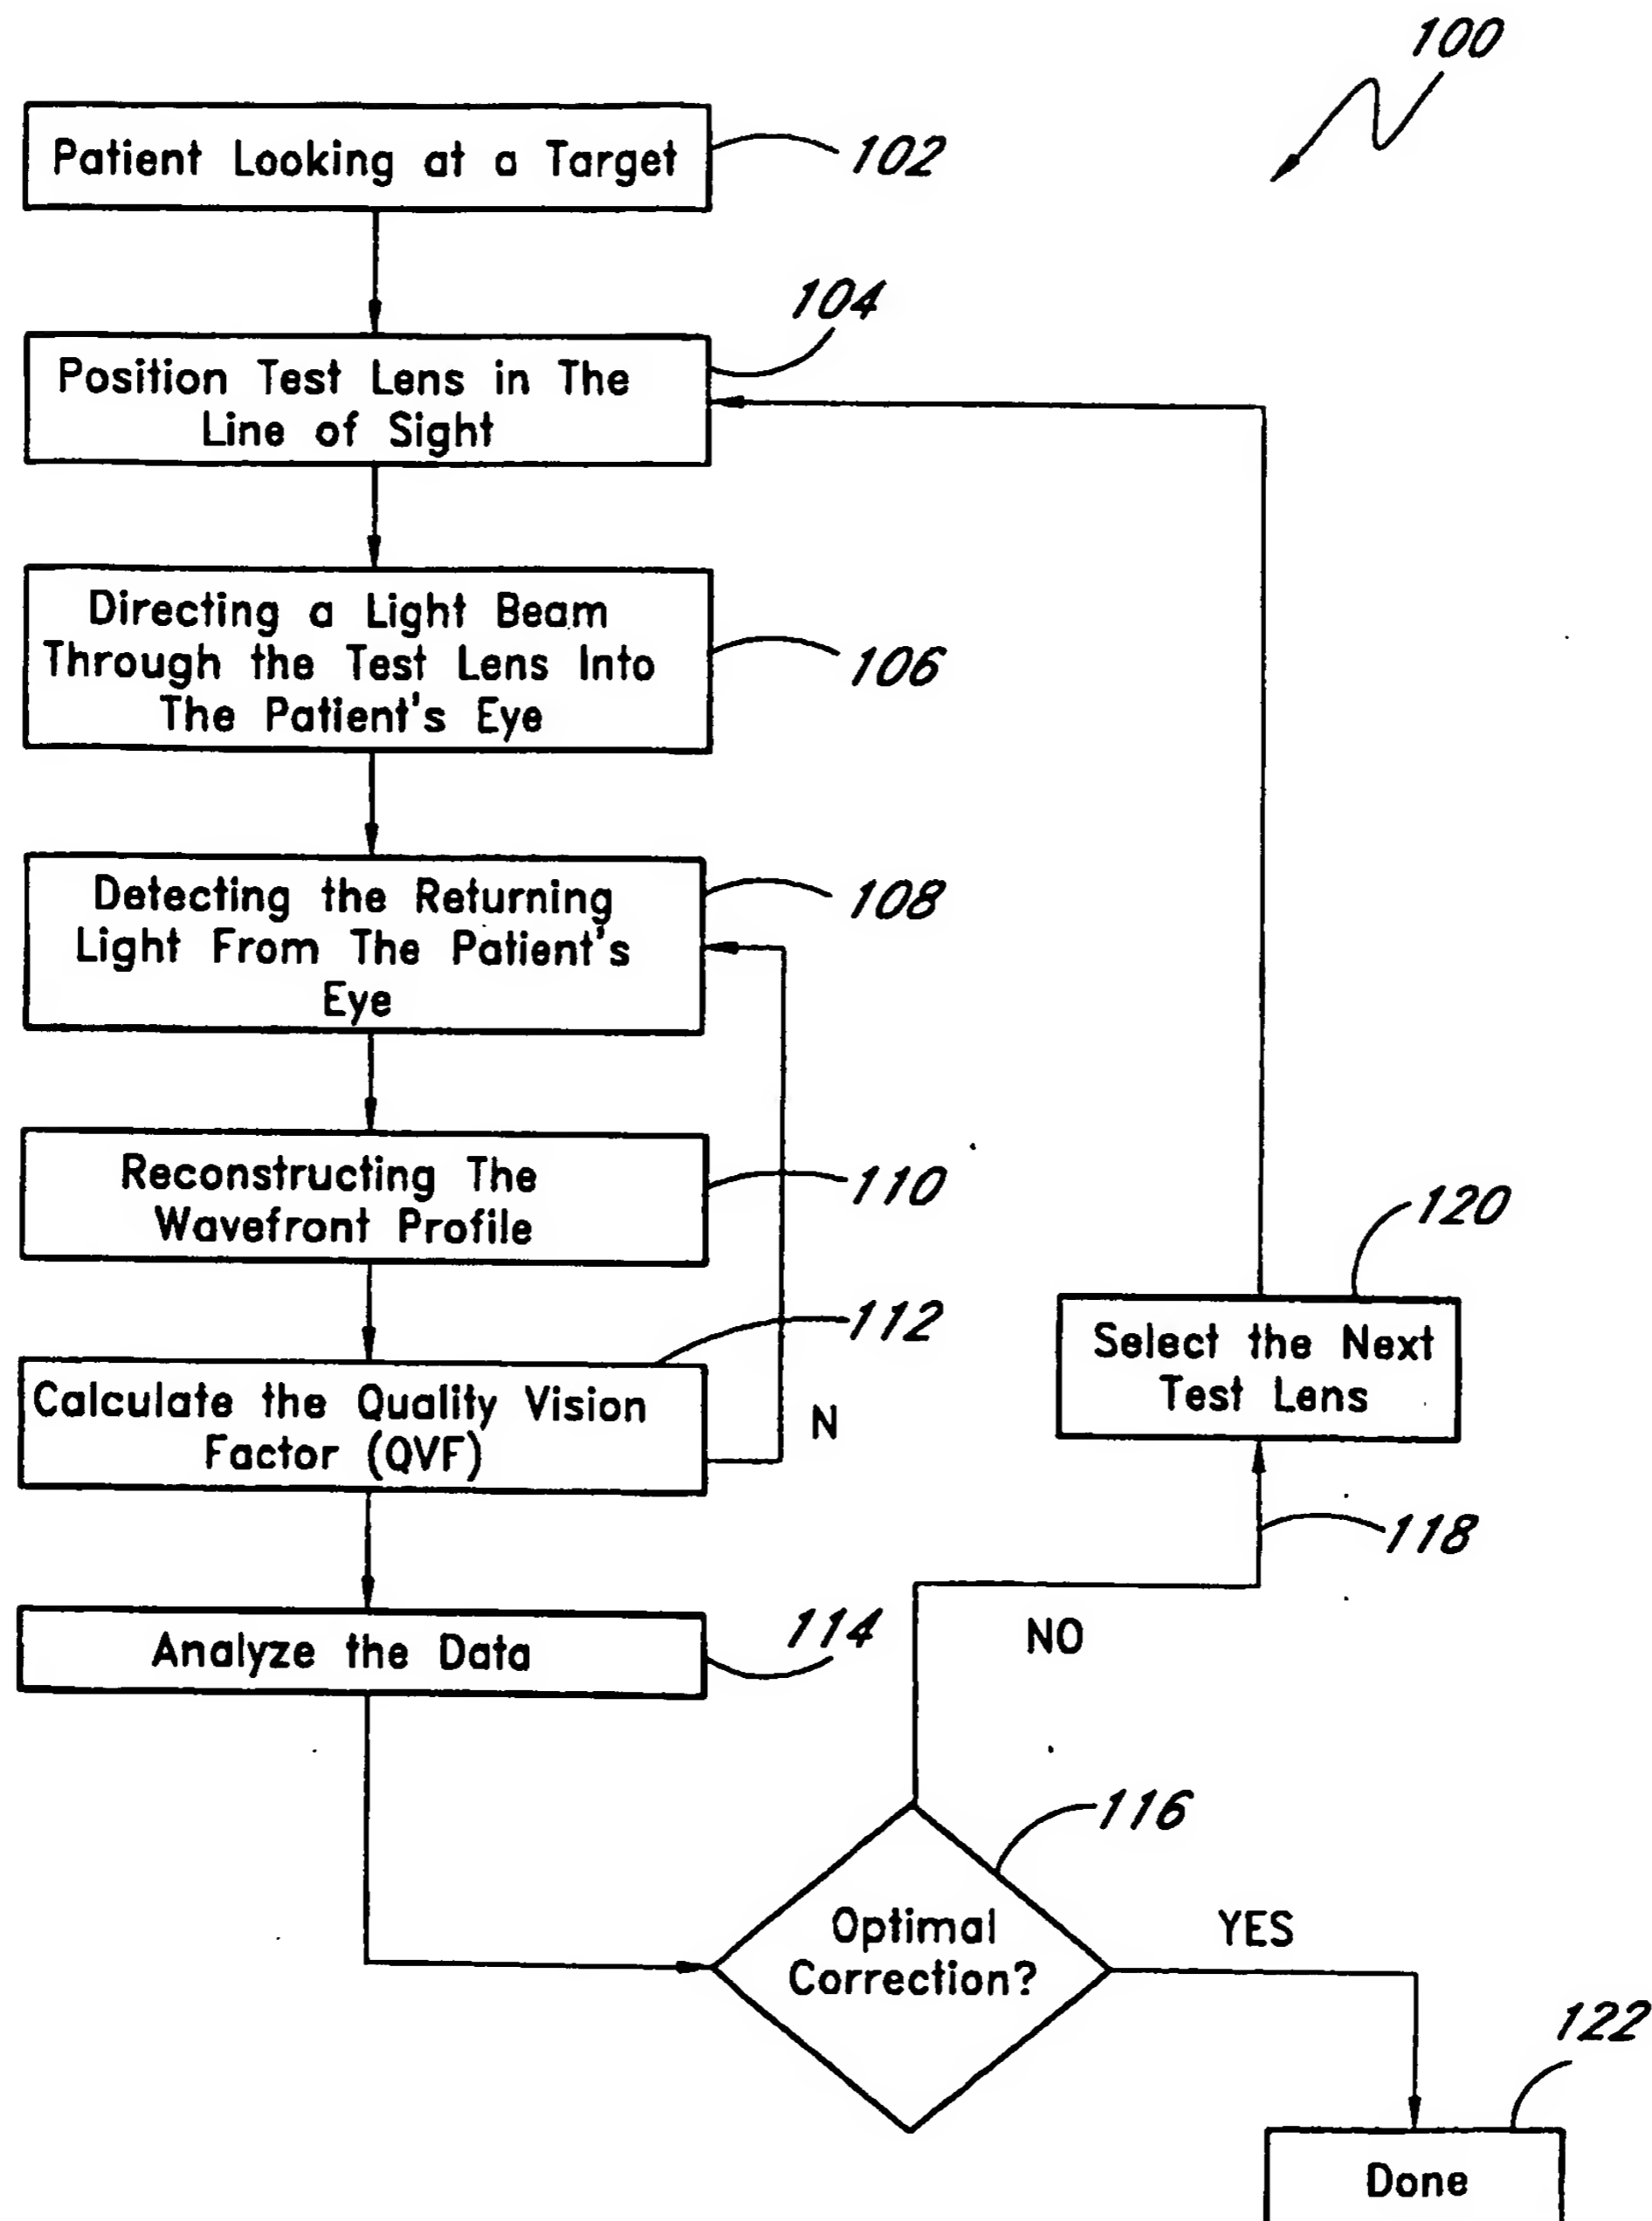 100
Patient Looking at a Target
102
104
Position Test Lens in The
Line of Sight
Directing a Light Beam
Through the Test Lens Into
The Patient's Eye
106
Detecting the Returning
Light From The Patient's
Eye
108
Reconstructing The
Wavefront Profile
110
112
Calculate the Quality Vision
Factor (QVF)
N
120
Select the Next
Test Lens
118
Analyze the Data
114
NO
116
Optimal
Correction?
YES
122
Done